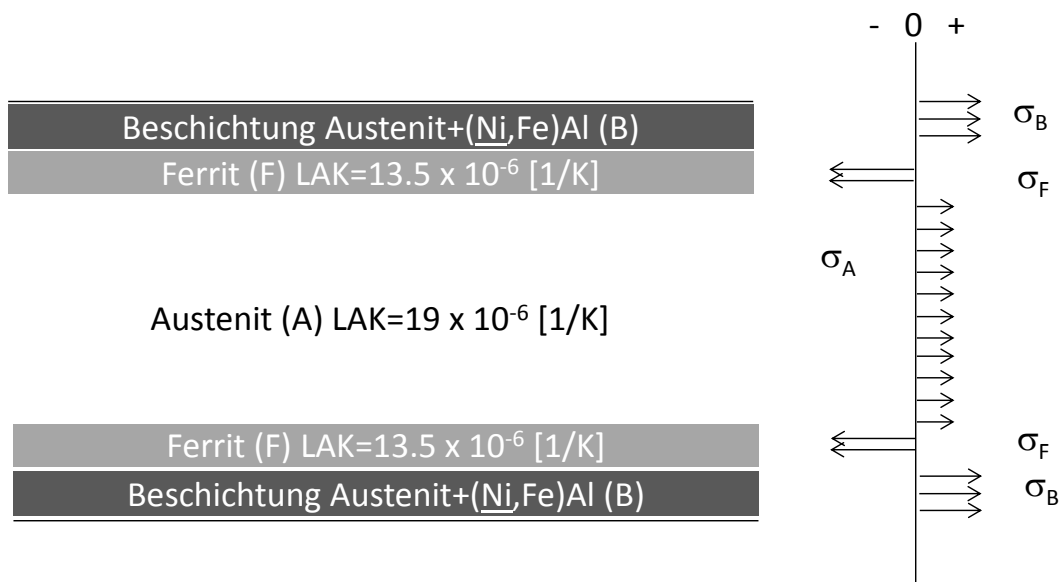 - 0 +
Beschichtung Austenit+(Ni,Fe)Al (B)
σB
Ferrit (F) LAK=13.5 x 10-6 [1/K]
σF
σA
Austenit (A) LAK=19 x 10-6 [1/K]
Ferrit (F) LAK=13.5 x 10-6 [1/K]
σF
Beschichtung Austenit+(Ni,Fe)Al (B)
σB